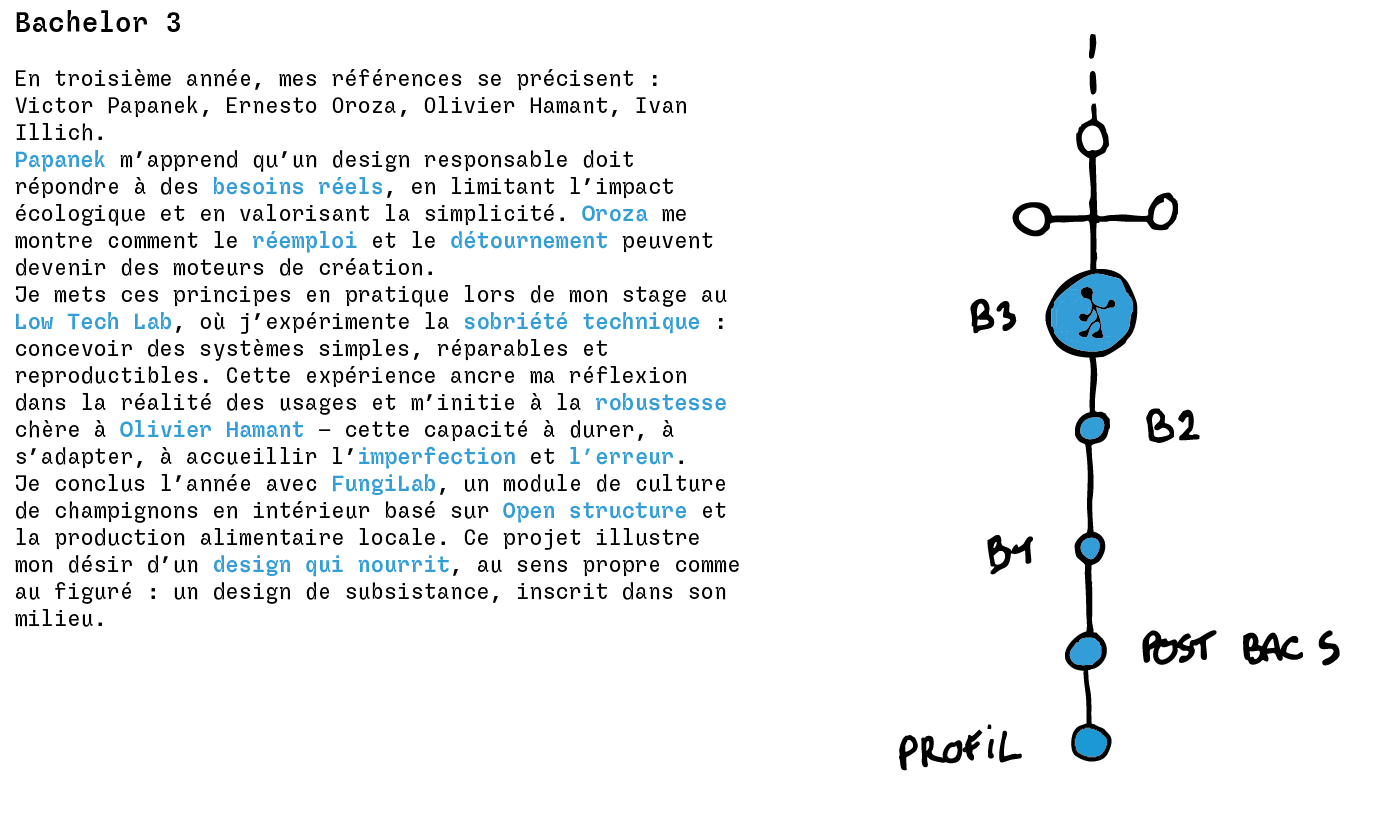 Bachelor 3
En troisième année, mes références se précisent :
Victor Papanek, Ernesto Oroza, Olivier Hamant, Ivan
Illich.
Papanek m’apprend qu’un design responsable doit
répondre à des besoins réels, en limitant l’impact
écologique et en valorisant la simplicité. Oroza me
montre comment le réemploi et le détournement peuvent
devenir des moteurs de création.
Je mets ces principes en pratique lors de mon stage au
Low Tech Lab, où j’expérimente la sobriété technique :
concevoir des systèmes simples, réparables et
reproductibles. Cette expérience ancre ma réflexion
dans la réalité des usages et m’initie à la robustesse
chère à Olivier Hamant – cette capacité à durer, à
s’adapter, à accueillir l’imperfection et l’erreur.
Je conclus l’année avec FungiLab, un module de culture
de champignons en intérieur basé sur Open structure et
la production alimentaire locale. Ce projet illustre
mon désir d’un design qui nourrit, au sens propre comme
au figuré : un design de subsistance, inscrit dans son
milieu.
B3
B2
B1
POST BAC S
PROFiL